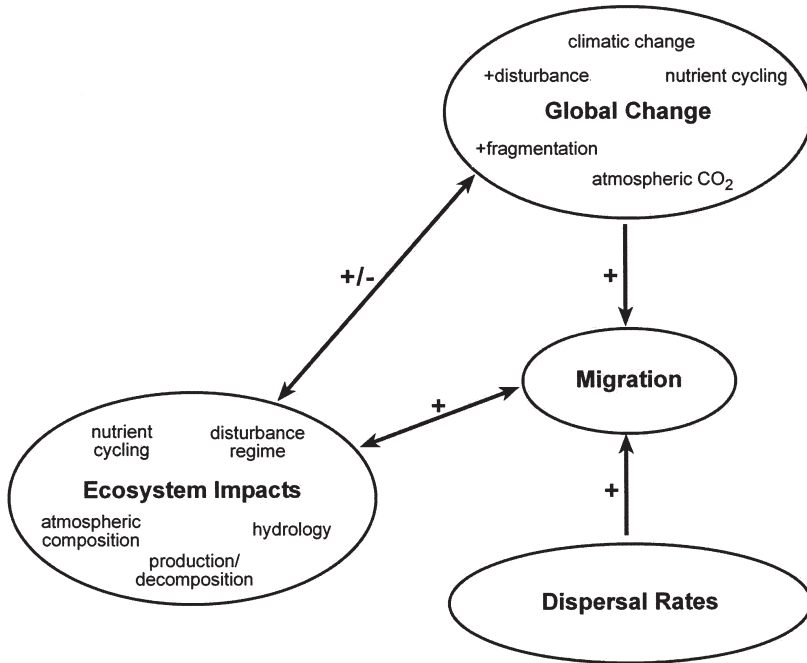 climatic change
+disturbance
nutrient cycling
Global Change
+fragmentation
atmospheric CO₂
+/-
+
Migration
+
nutrient
cycling
disturbance
regime
Ecosystem Impacts
atmospheric
composition
hydrology
production/
decomposition
+
Dispersal Rates